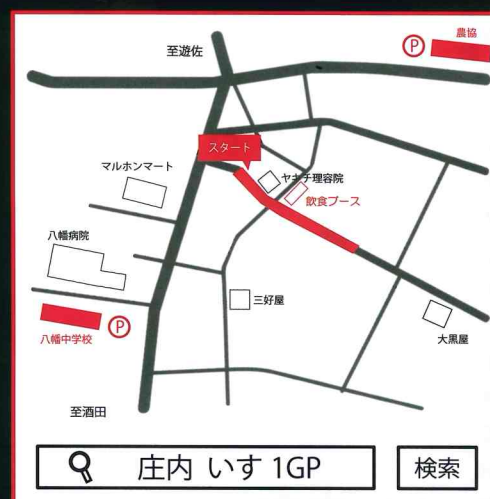 農協
P
至遊佐
スタート
マルホンマート
ヤキチ理容院
飲食ブース
八幡病院
三好屋
P
八幡中学校
大黒屋
至酒田
庄内 いす 1GP
検索